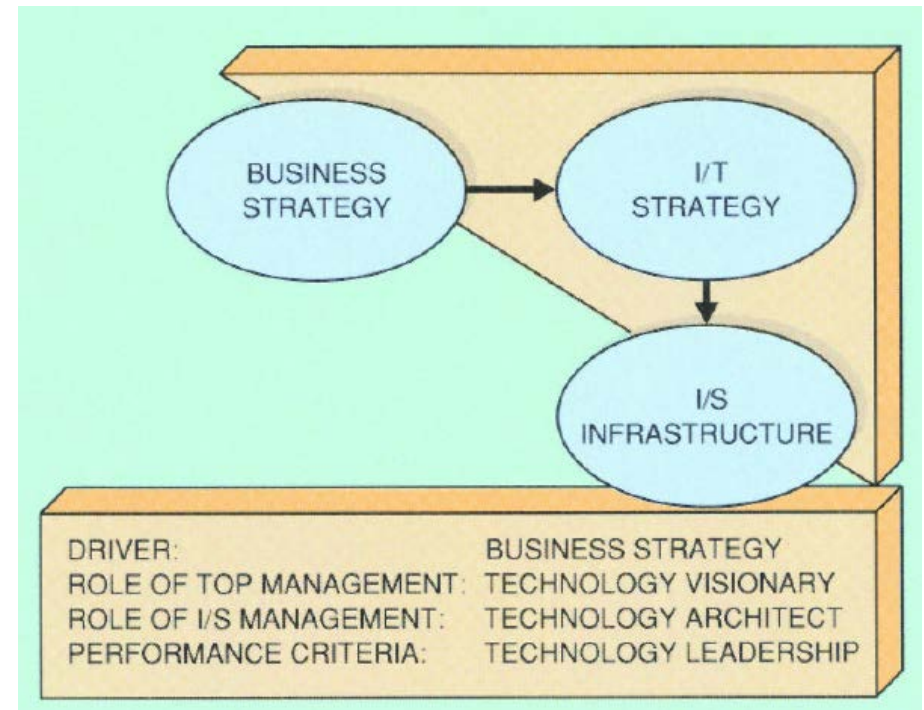 BUSINESS
STRATEGY
I/T
STRATEGY
I/S
INFRASTRUCTURE
DRIVER: BUSINESS STRATEGY
ROLE OF TOP MANAGEMENT: TECHNOLOGY VISIONARY
ROLE OF I/S MANAGEMENT: TECHNOLOGY ARCHITECT
PERFORMANCE CRITERIA: TECHNOLOGY LEADERSHIP